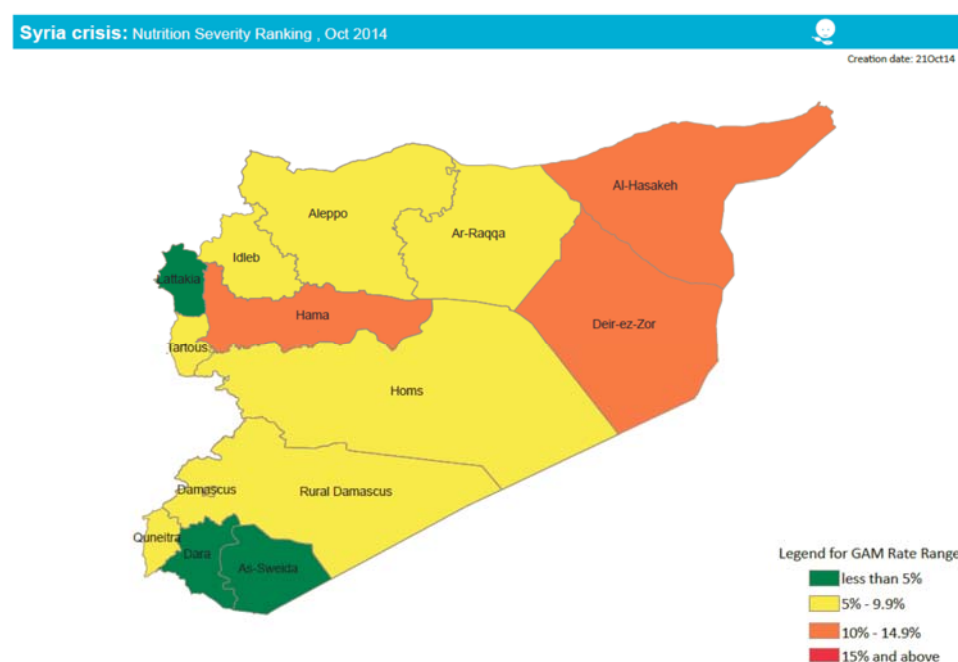 Syria crisis: Nutrition Severity Ranking , Oct 2014
Creation date: 21Oct14
Al-Hasakeh
Aleppo
Ar-Raqqa
Idleb
Lattakia
Hama
Deir-ez-Zor
Tartous
Homs
Damascus
Rural Damascus
Quneitra
Dara
As-Sweida
Legend for GAM Rate Range
less than 5%
5% - 9.9%
10% - 14.9%
15% and above